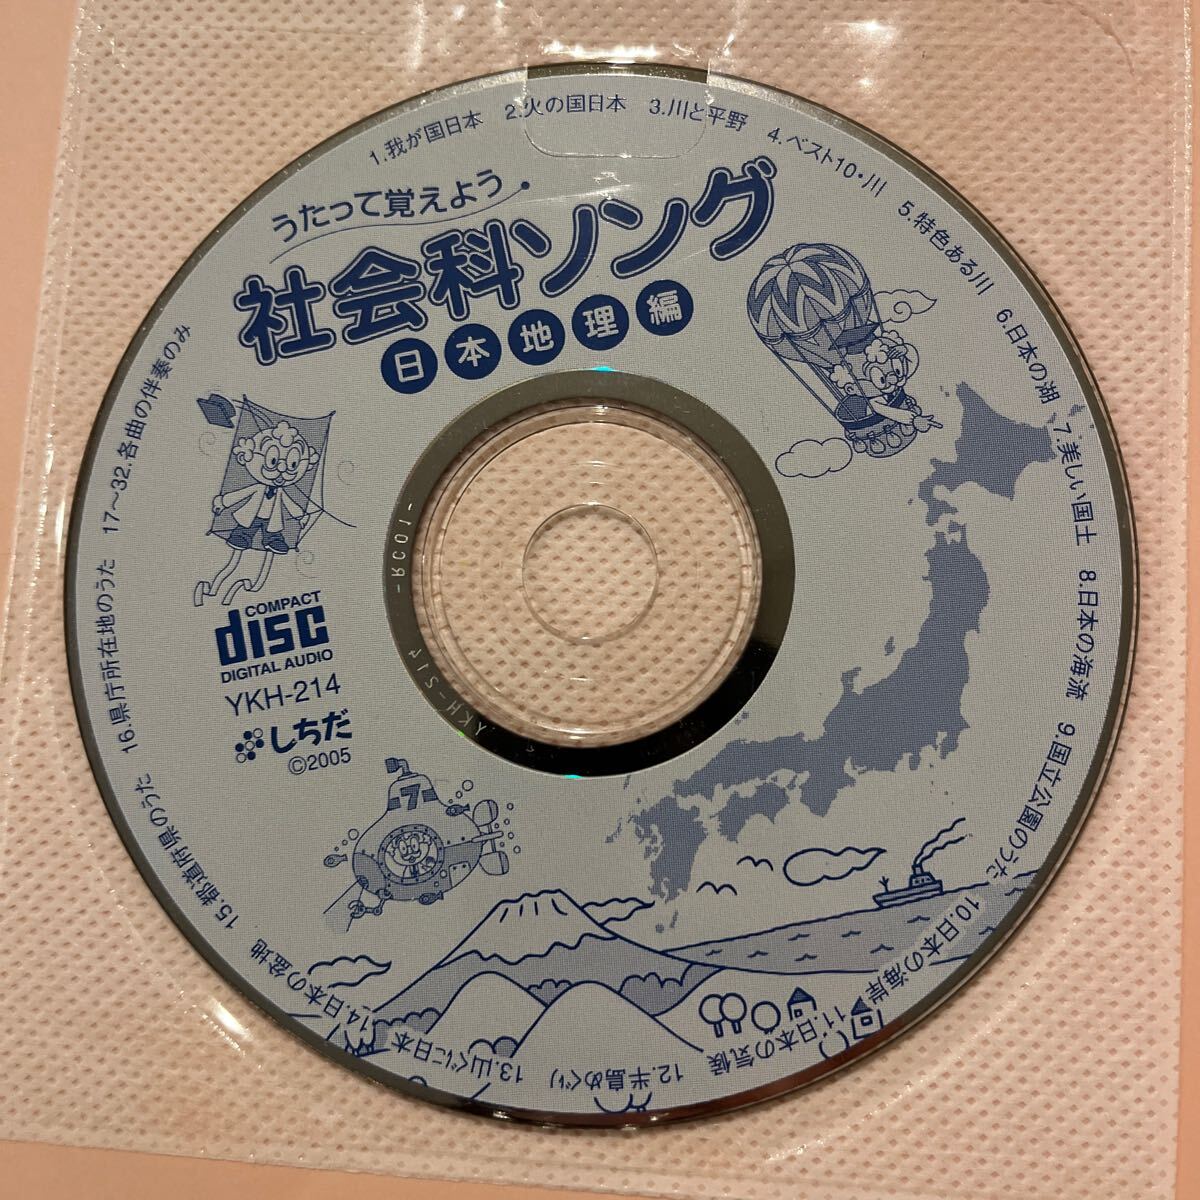 うたって覚えよう
社会科ソング
日本地理編
1.我が国日本
2.火の国日本
3.川と平野
4.ベスト10・川
5.特色ある川
6.日本の湖
7.美しい国土
8.日本の海流
9.国立公園のうた
10.日本の海岸
11.日本の気候
12.半島めぐり
13.山ぐに日本
14.日本の盆地
15.都道府県のうた
16.県庁所在地のうた
17～32.各曲の伴奏のみ
COMPACT
disc
DIGITAL AUDIO
YKH-214
しちだ
©2005
7
YKH-S14
-RC01-